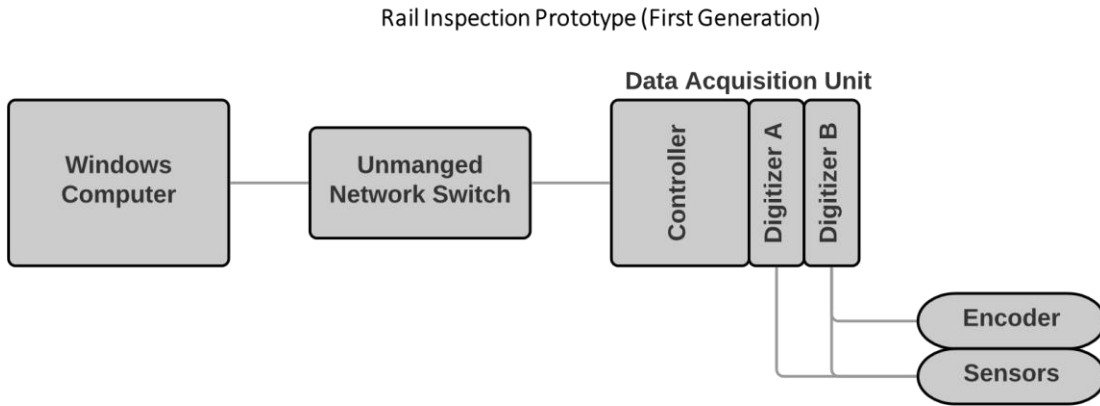 Rail Inspection Prototype (First Generation)
Data Acquisition Unit
Windows
Computer
Unmanged
Network Switch
Controller
Digitizer A
Digitizer B
Encoder
Sensors